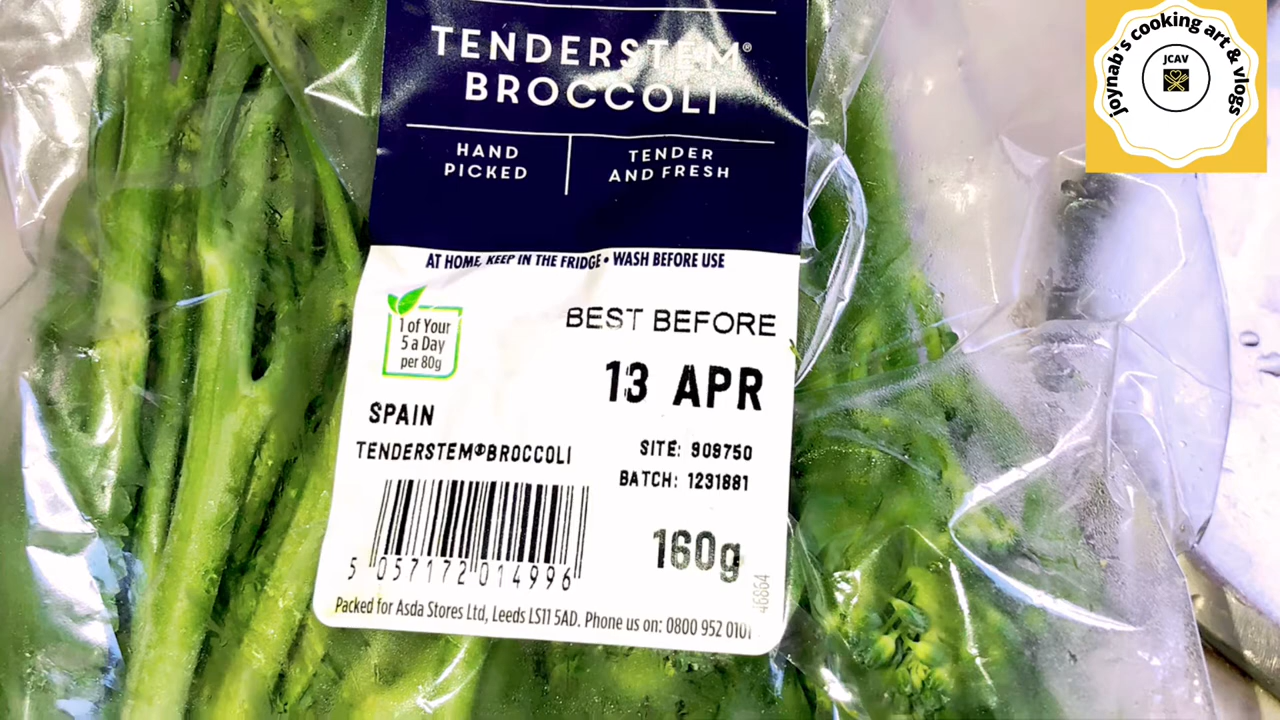 TENDERSTEM®
BROCCOLI
HAND
PICKED
TENDER
AND FRESH
AT HOME KEEP IN THE FRIDGE • WASH BEFORE USE
1 of Your
5 a Day
per 80g
BEST BEFORE
13 APR
SPAIN
TENDERSTEM®BROCCOLI
SITE: 909750
BATCH: 1231881
160g
5 057172 014996
46864
Packed for Asda Stores Ltd, Leeds LS11 5AD. Phone us on: 0800 952 0101
joynab's cooking art & vlogs
JCAV